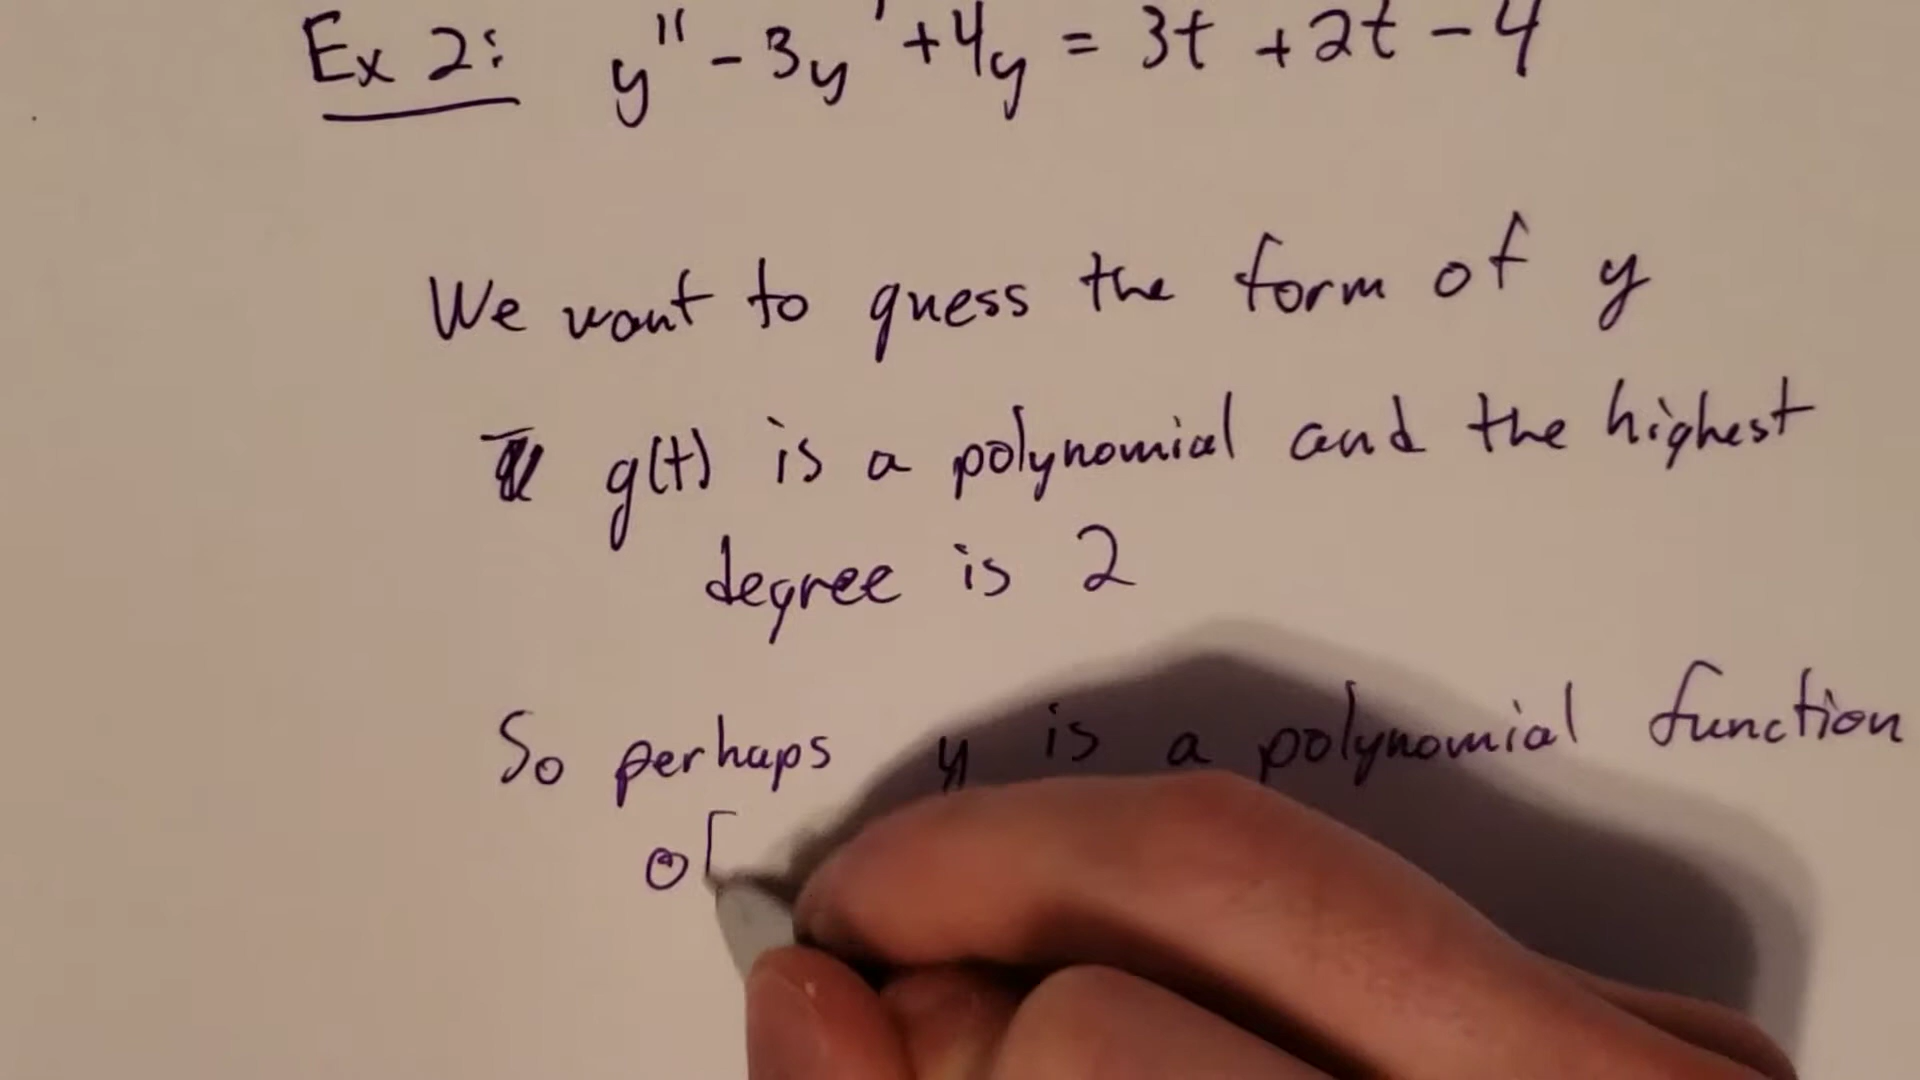 Ex 2: y'' - 3y' + 4y = 3t + 2t - 4
We want to guess the form of y
g(t) is a polynomial and the highest
degree is 2
So perhaps y is a polynomial function
of